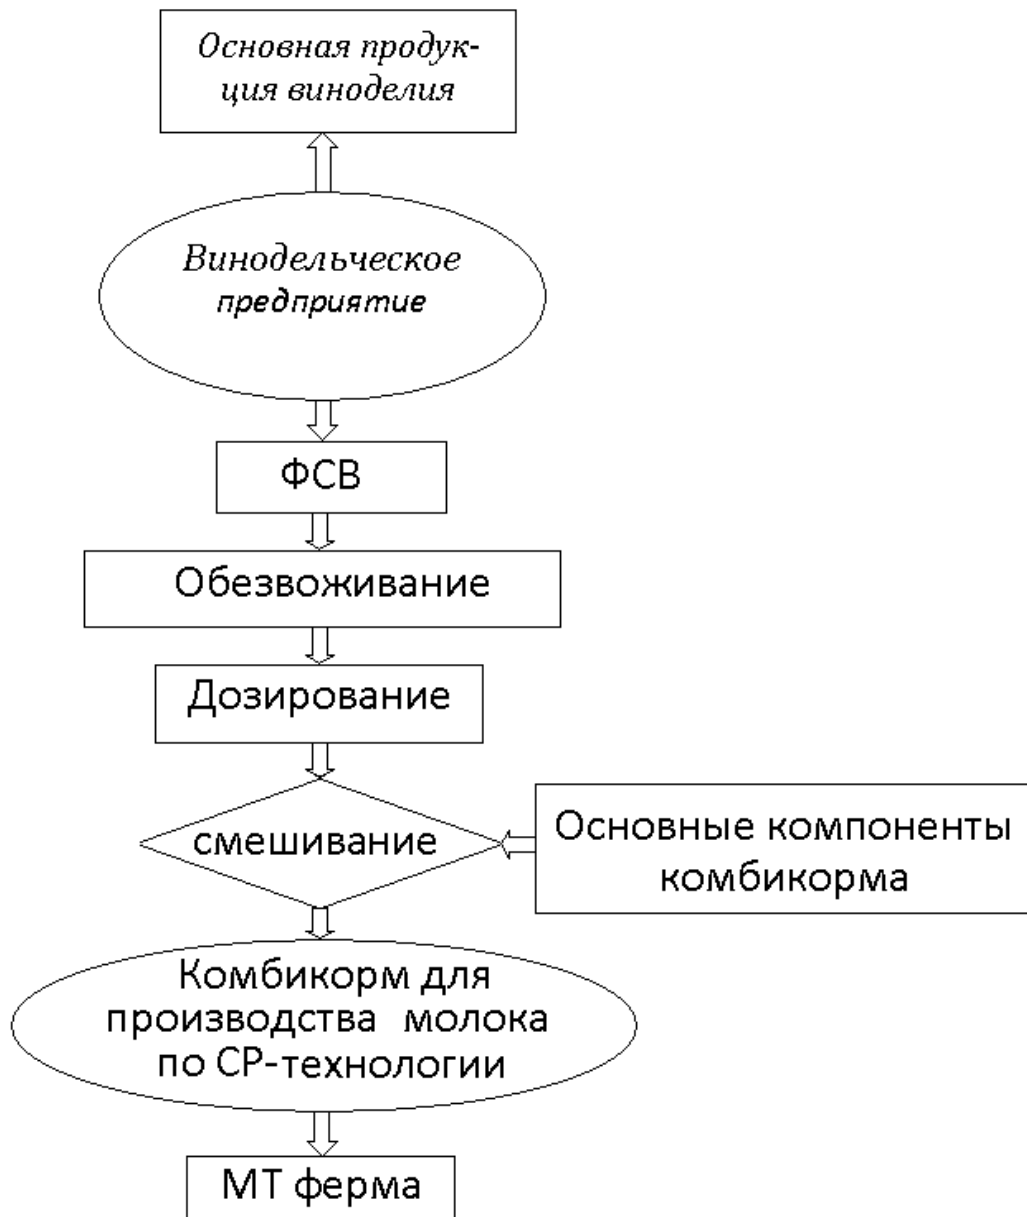 Основная продук-
ция виноделия
Винодельческое
предприятие
ФСВ
Обезвоживание
Дозирование
смешивание
Основные компоненты
комбикорма
Комбикорм для
производства молока
по СР-технологии
МТ ферма